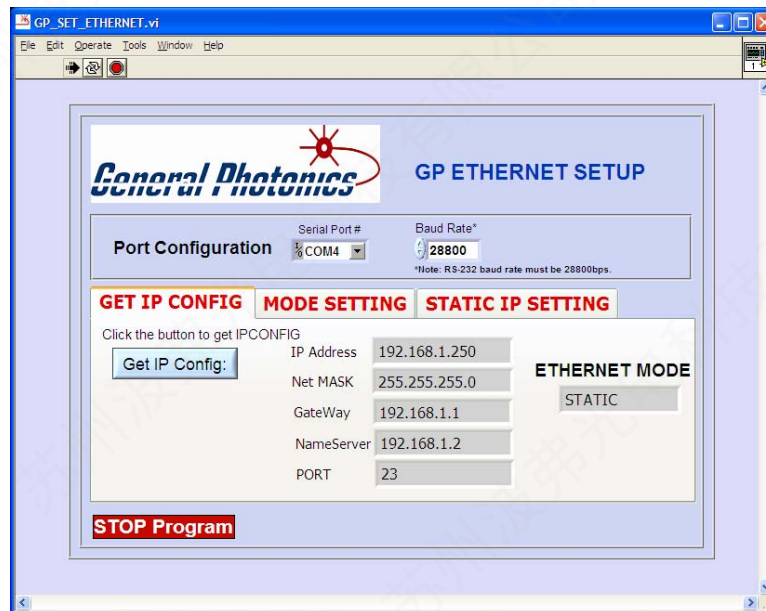 GP_SET_ETHERNET.vi
File Edit Operate Tools Window Help
1
General Photonics
GP ETHERNET SETUP
Port Configuration
Serial Port #
COM4
Baud Rate*
28800
*Note: RS-232 baud rate must be 28800bps.
GET IP CONFIG MODE SETTING STATIC IP SETTING
Click the button to get IPCONFIG
Get IP Config:
IP Address 192.168.1.250
Net MASK 255.255.255.0
GateWay 192.168.1.1
NameServer 192.168.1.2
PORT 23
ETHERNET MODE
STATIC
STOP Program